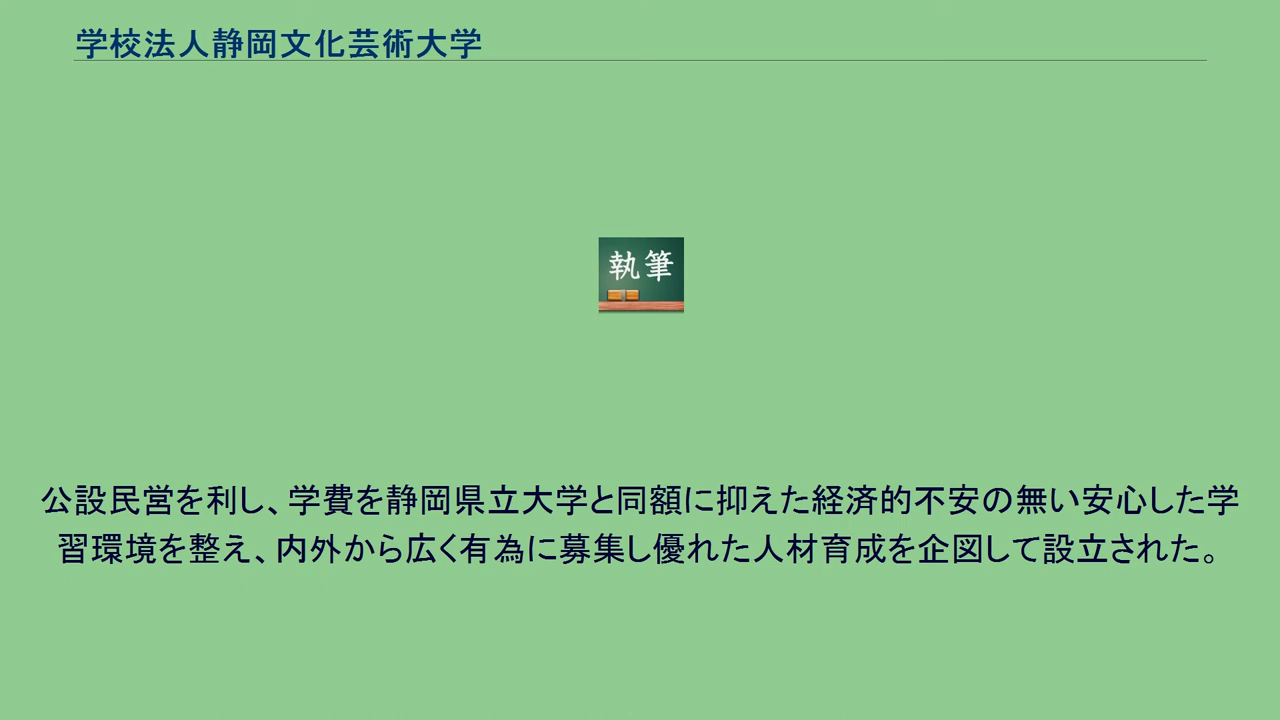 学校法人静岡文化芸術大学
執筆
公設民営を利し、学費を静岡県立大学と同額に抑えた経済的不安の無い安心した学
習環境を整え、内外から広く有為に募集し優れた人材育成を企図して設立された。